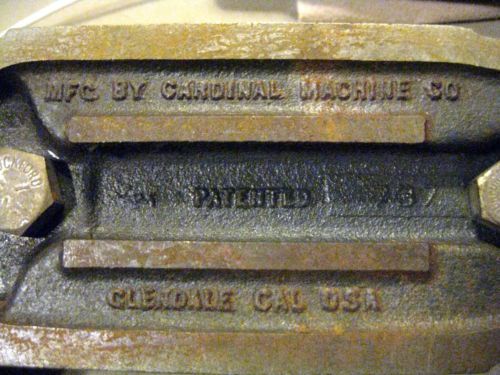 MFG BY CARDINAL MACHINE CO
PATENTED
GLENDALE CAL USA